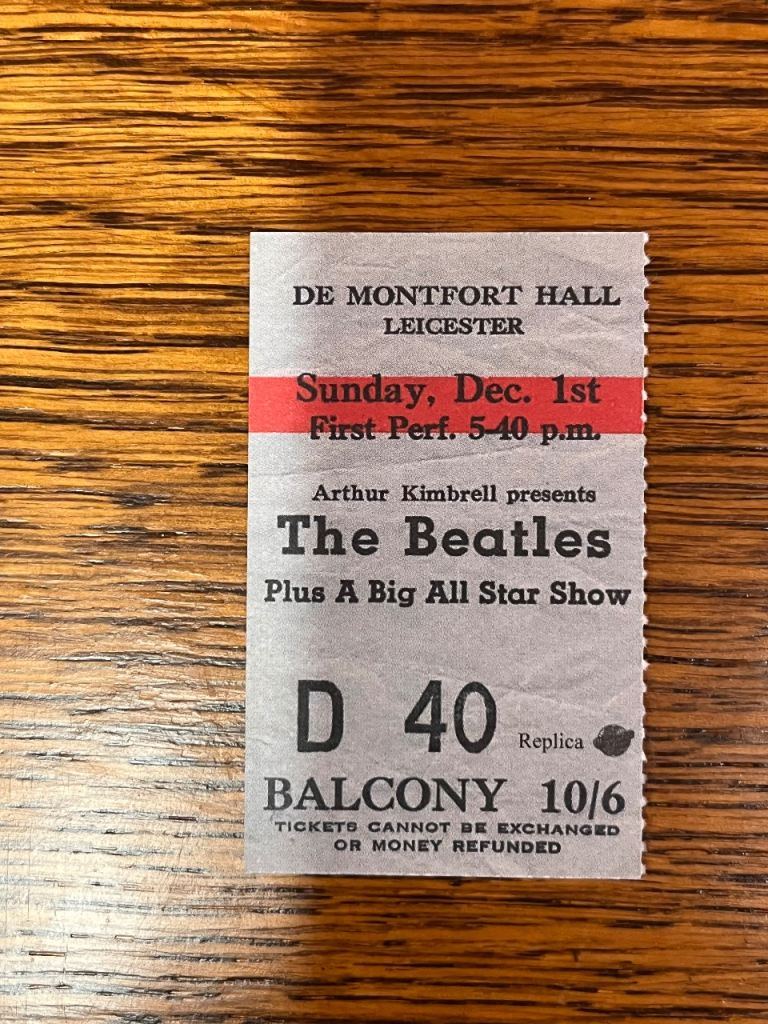 DE MONTFORT HALL
LEICESTER
Sunday, Dec. 1st
First Perf. 5-40 p.m.
Arthur Kimbrell presents
The Beatles
Plus A Big All Star Show
D 40
Replica
BALCONY 10/6
TICKETS CANNOT BE EXCHANGED
OR MONEY REFUNDED